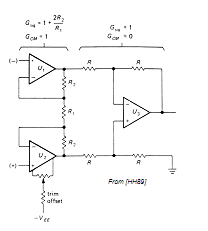 G_diff = 1 + 2R₂/R₁
G_CM = 1
G_diff = 1
G_CM = 0
(−)
+
−
U₁
R
R
R₂
R₁
−
+
U₃
R₂
−
+
U₂
(+)
R
R
From [HH89]
trim
offset
−V_EE